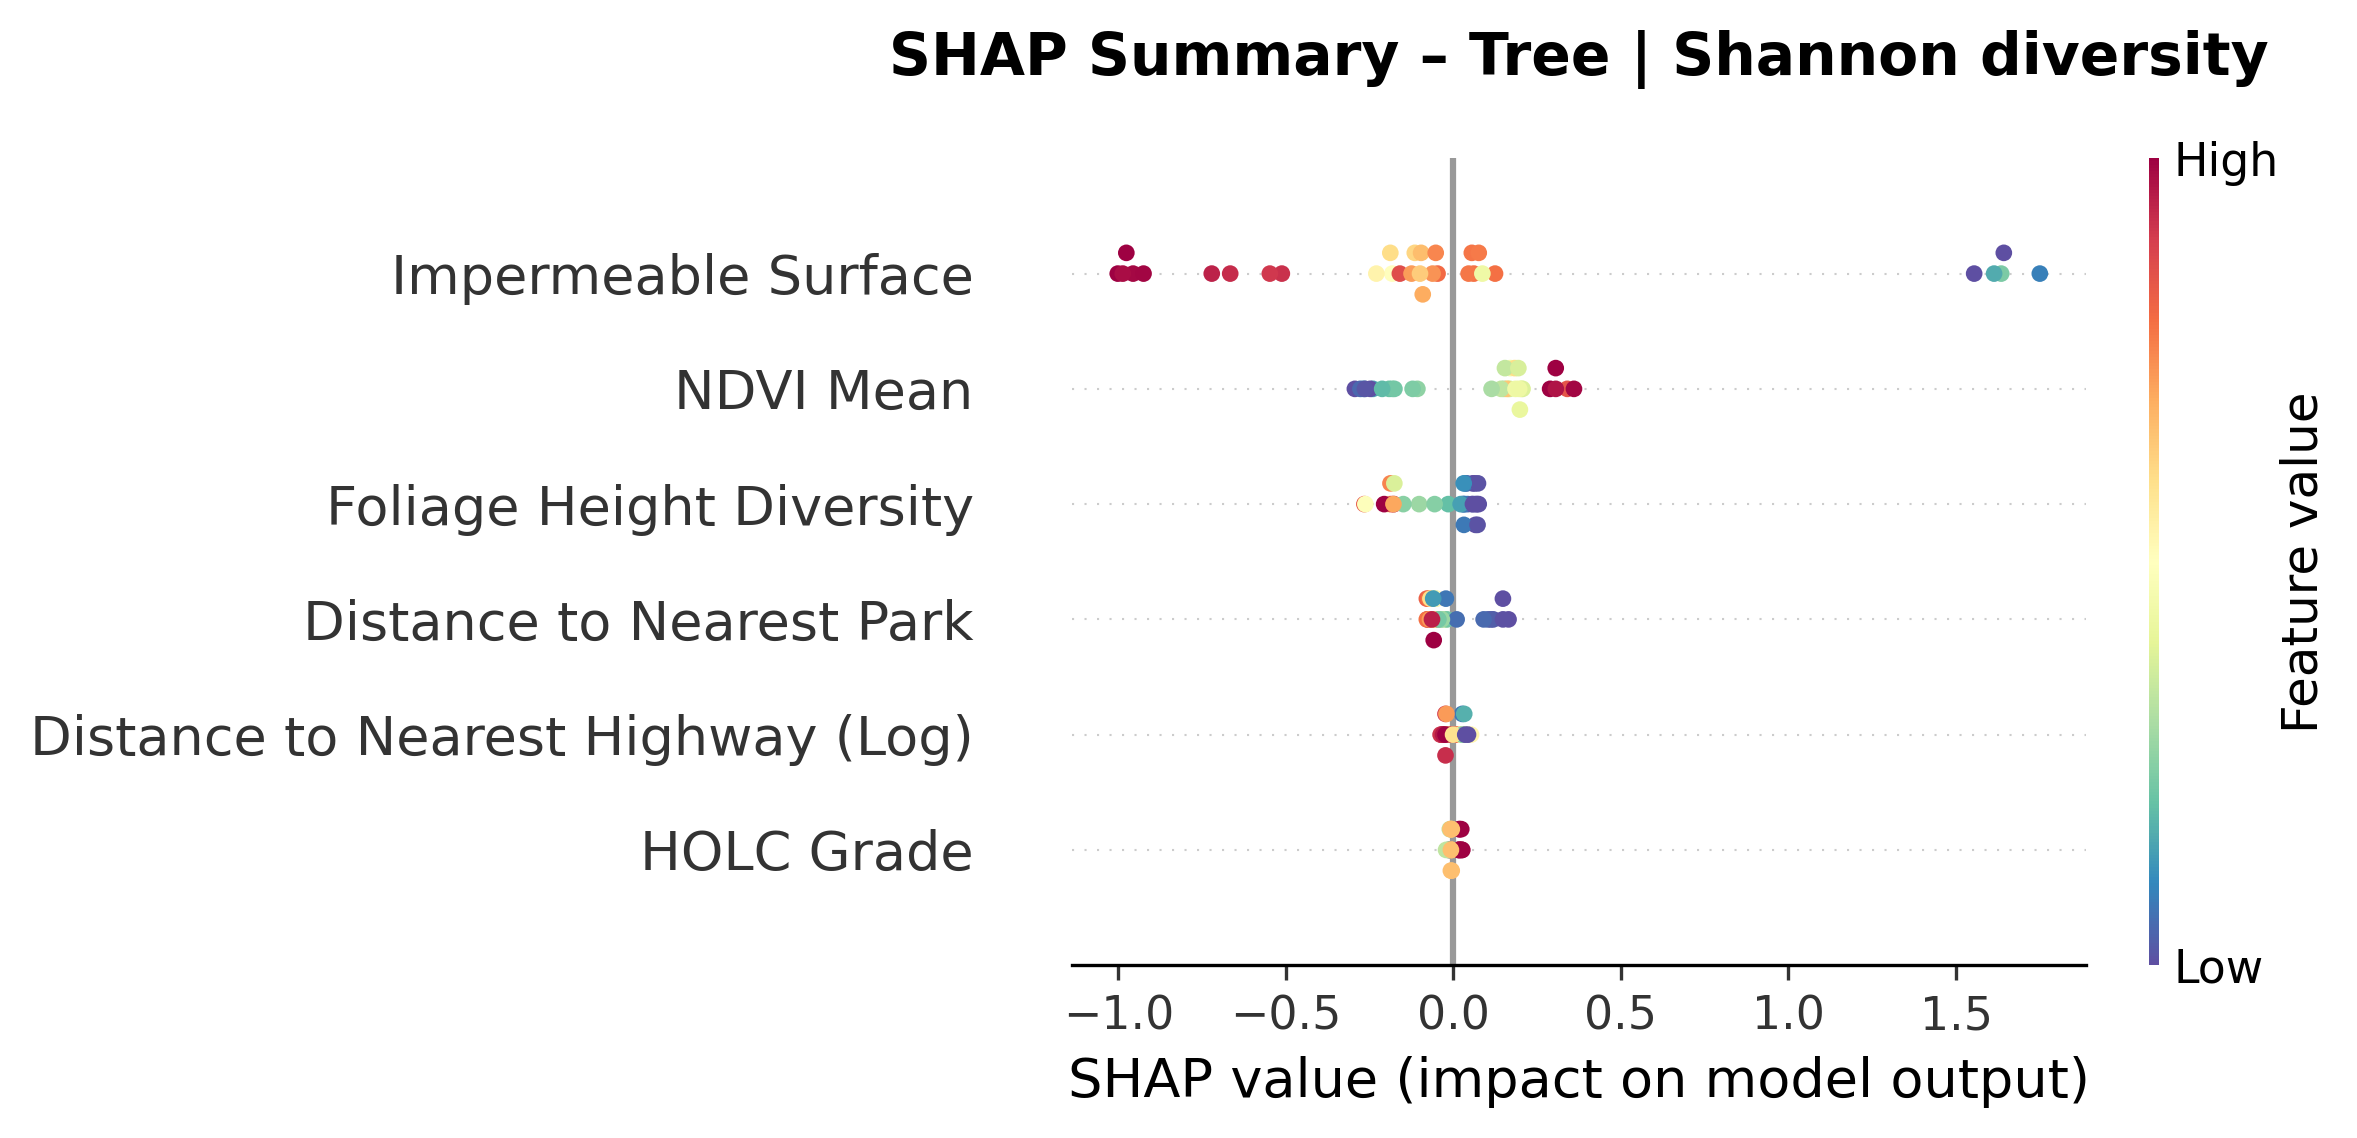 SHAP Summary – Tree | Shannon diversity
High
Impermeable Surface
NDVI Mean
Foliage Height Diversity
Distance to Nearest Park
Distance to Nearest Highway (Log)
HOLC Grade
Feature value
Low
−1.0 −0.5 0.0 0.5 1.0 1.5
SHAP value (impact on model output)